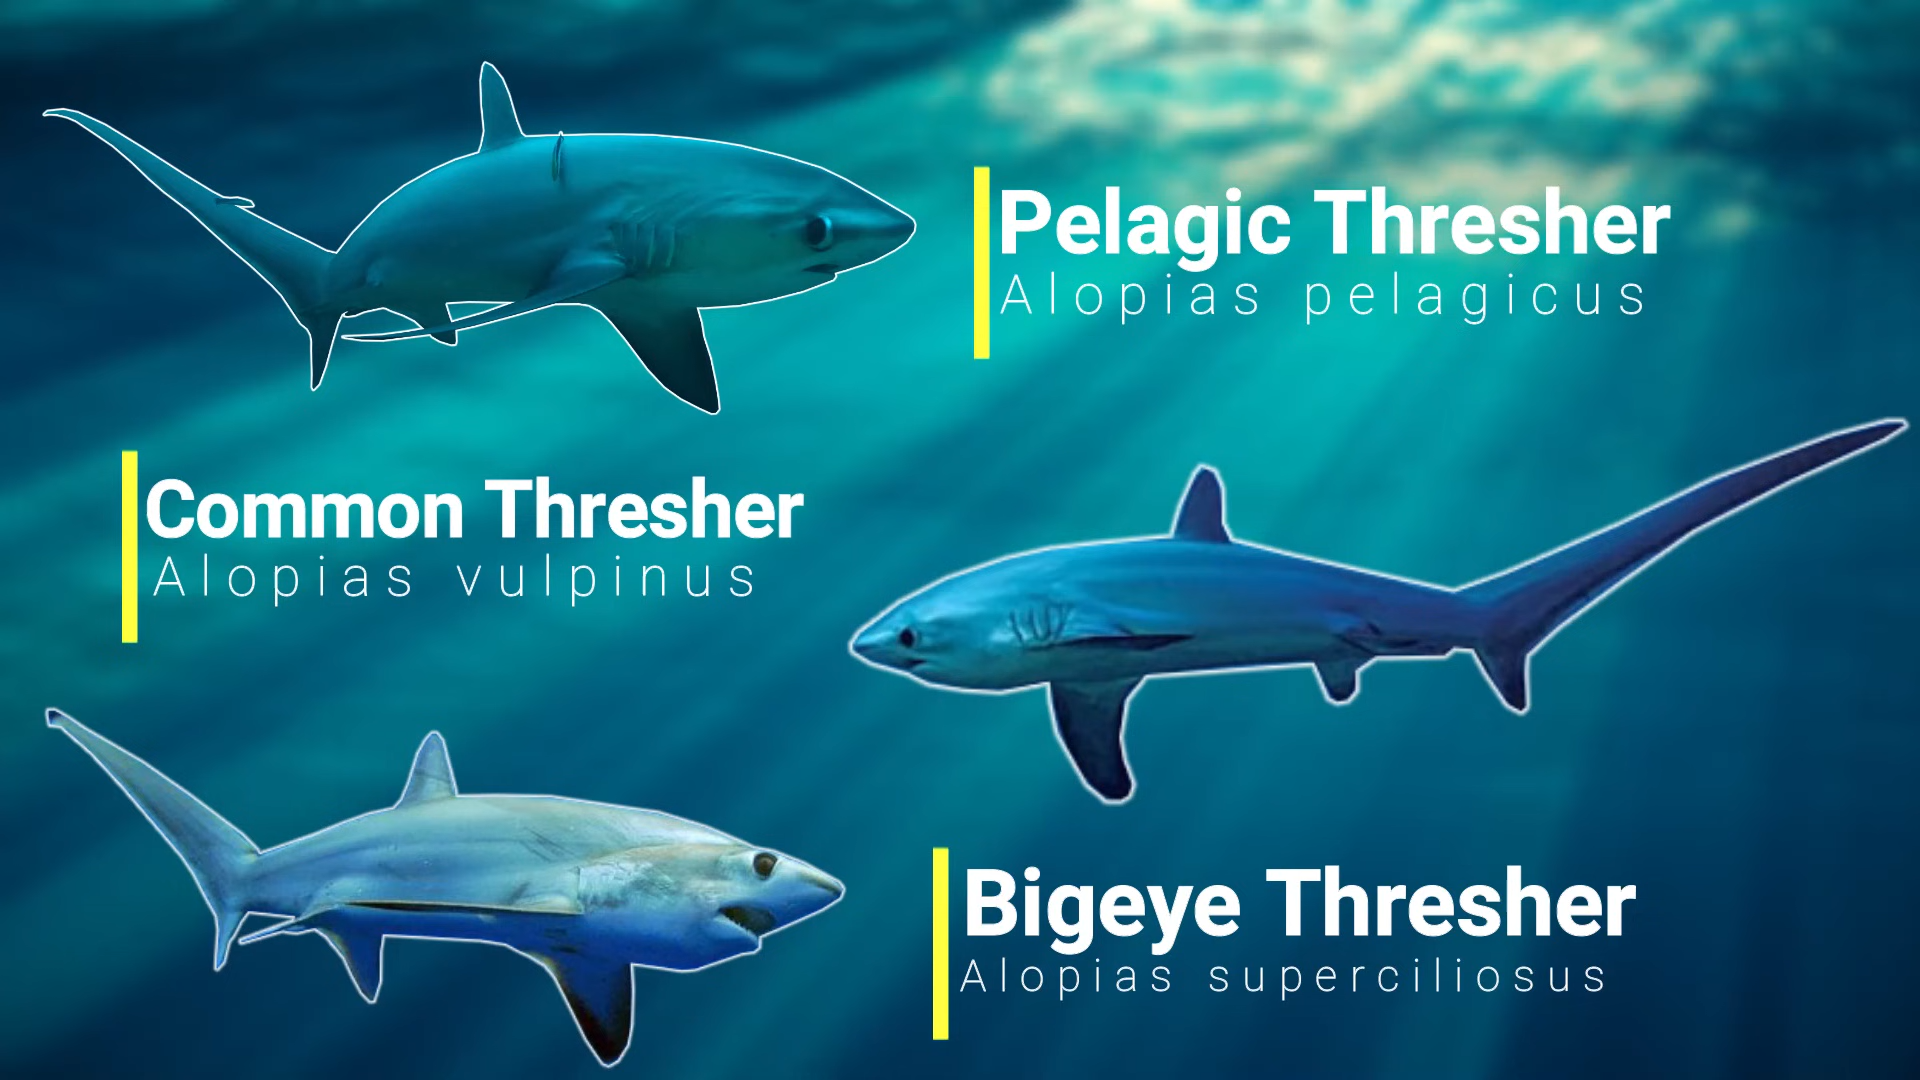 Pelagic Thresher
Alopias pelagicus
Common Thresher
Alopias vulpinus
Bigeye Thresher
Alopias superciliosus